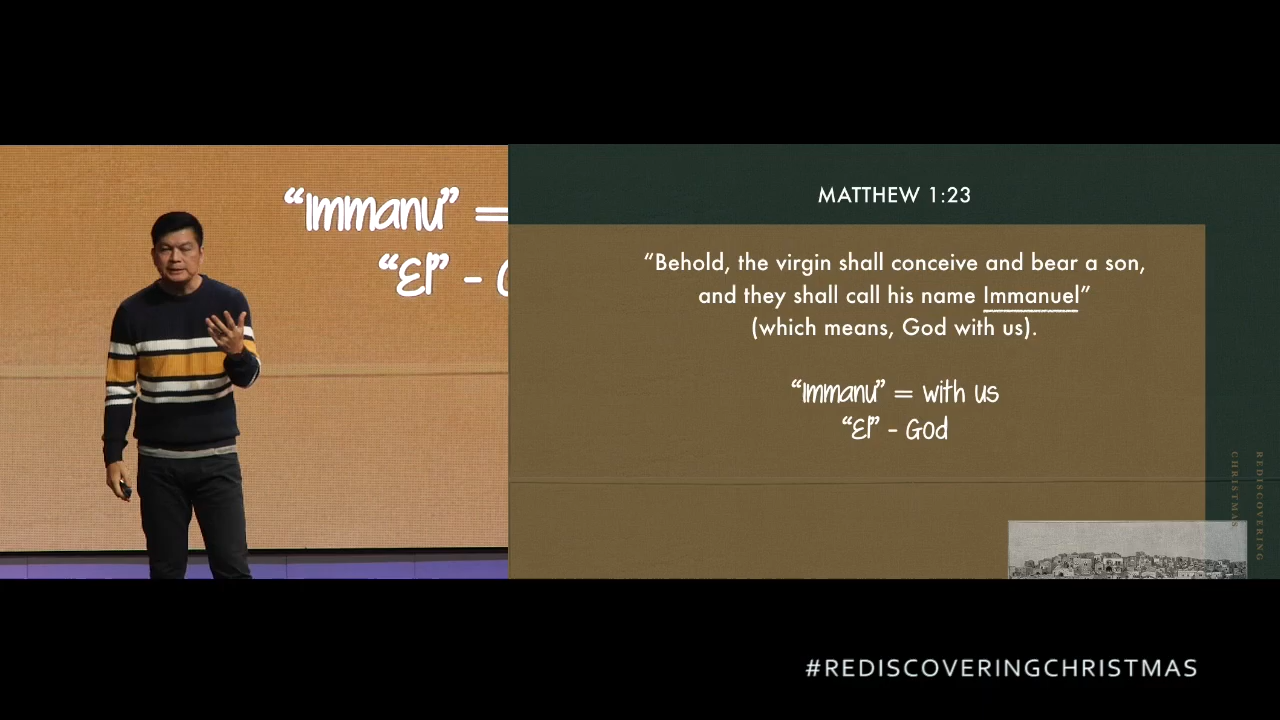 “Immanu” =
“El” -
MATTHEW 1:23
“Behold, the virgin shall conceive and bear a son,
and they shall call his name Immanuel”
(which means, God with us).
“Immanu” = with us
“El” - God
REDISCOVERING
CHRISTMAS
#REDISCOVERINGCHRISTMAS